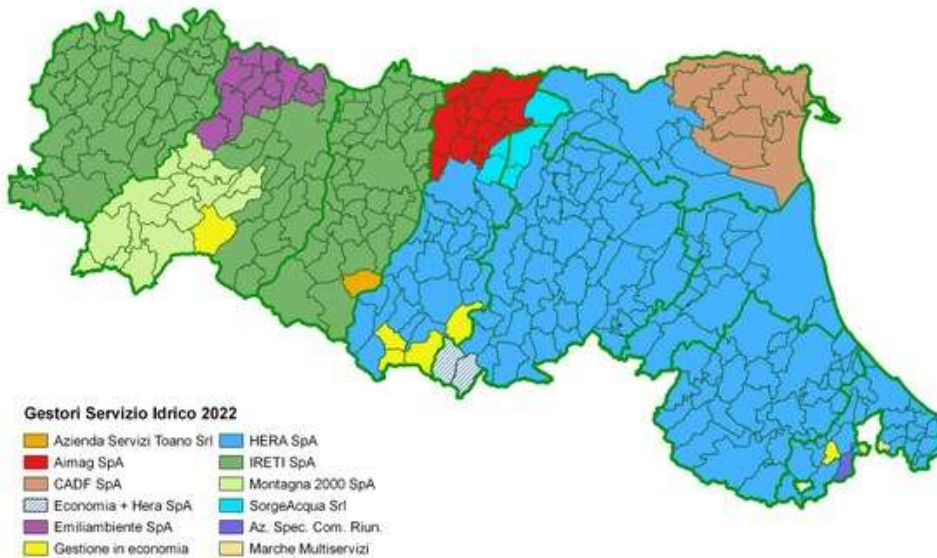 Gestori Servizio Idrico 2022
Azienda Servizi Toano Srl
Aimag SpA
CADF SpA
Economia + Hera SpA
Emiliambiente SpA
Gestione in economia
HERA SpA
IRETI SpA
Montagna 2000 SpA
SorgeAcqua Srl
Az. Spec. Com. Riun.
Marche Multiservizi